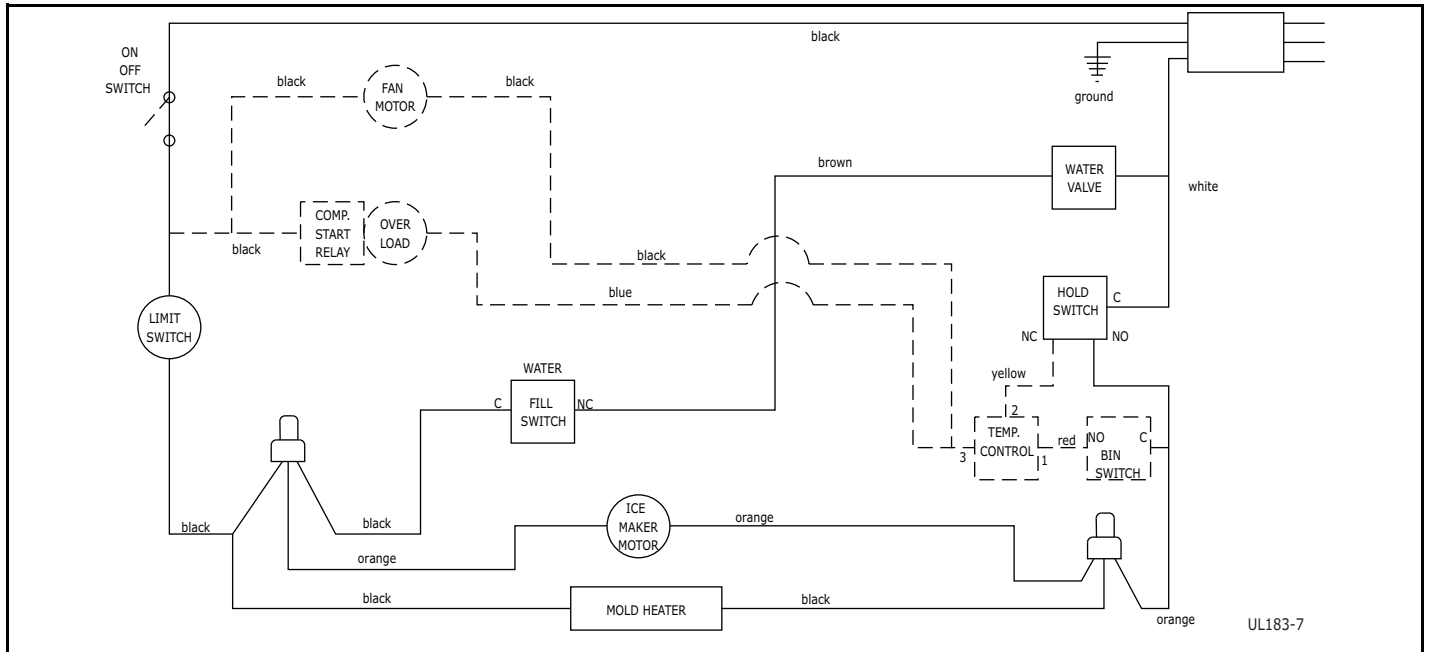 black
ON
OFF
SWITCH
black
FAN
MOTOR
black
ground
brown
WATER
VALVE
white
COMP.
START
RELAY
OVER
LOAD
black
black
blue
HOLD
SWITCH
C
NC
NO
LIMIT
SWITCH
WATER
C
FILL
SWITCH
NC
yellow
2
TEMP.
CONTROL
3
1
red
NO
C
BIN
SWITCH
black
black
orange
ICE
MAKER
MOTOR
orange
black
MOLD HEATER
black
orange
UL183-7